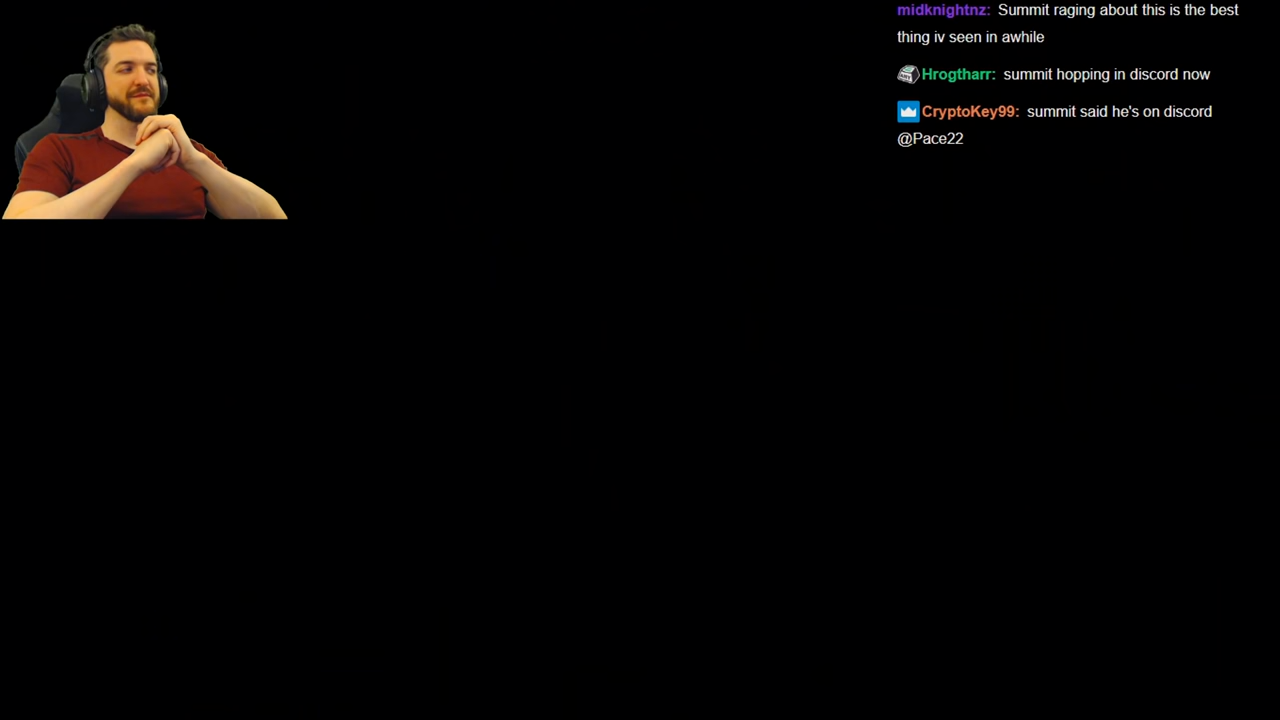 midknightnz: Summit raging about this is the best
thing iv seen in awhile
Hrogtharr: summit hopping in discord now
CryptoKey99: summit said he's on discord
@Pace22